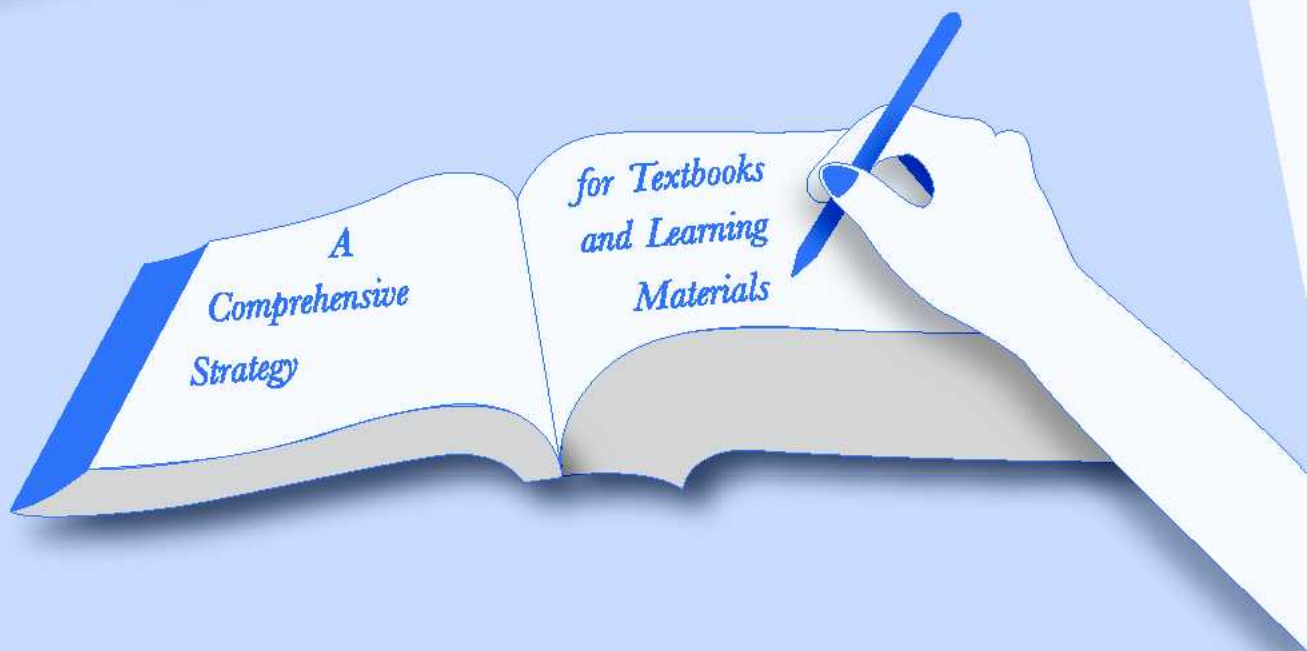 A
Comprehensive
Strategy
for Textbooks
and Learning
Materials